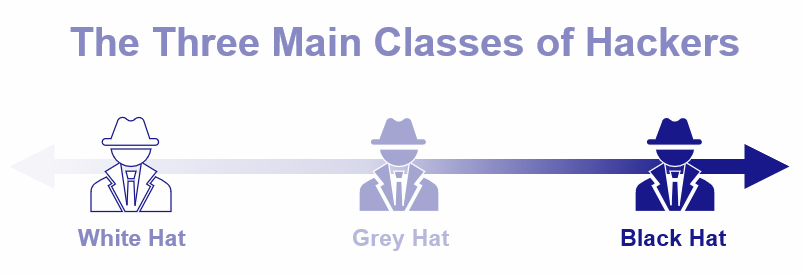 The Three Main Classes of Hackers
White Hat
Grey Hat
Black Hat